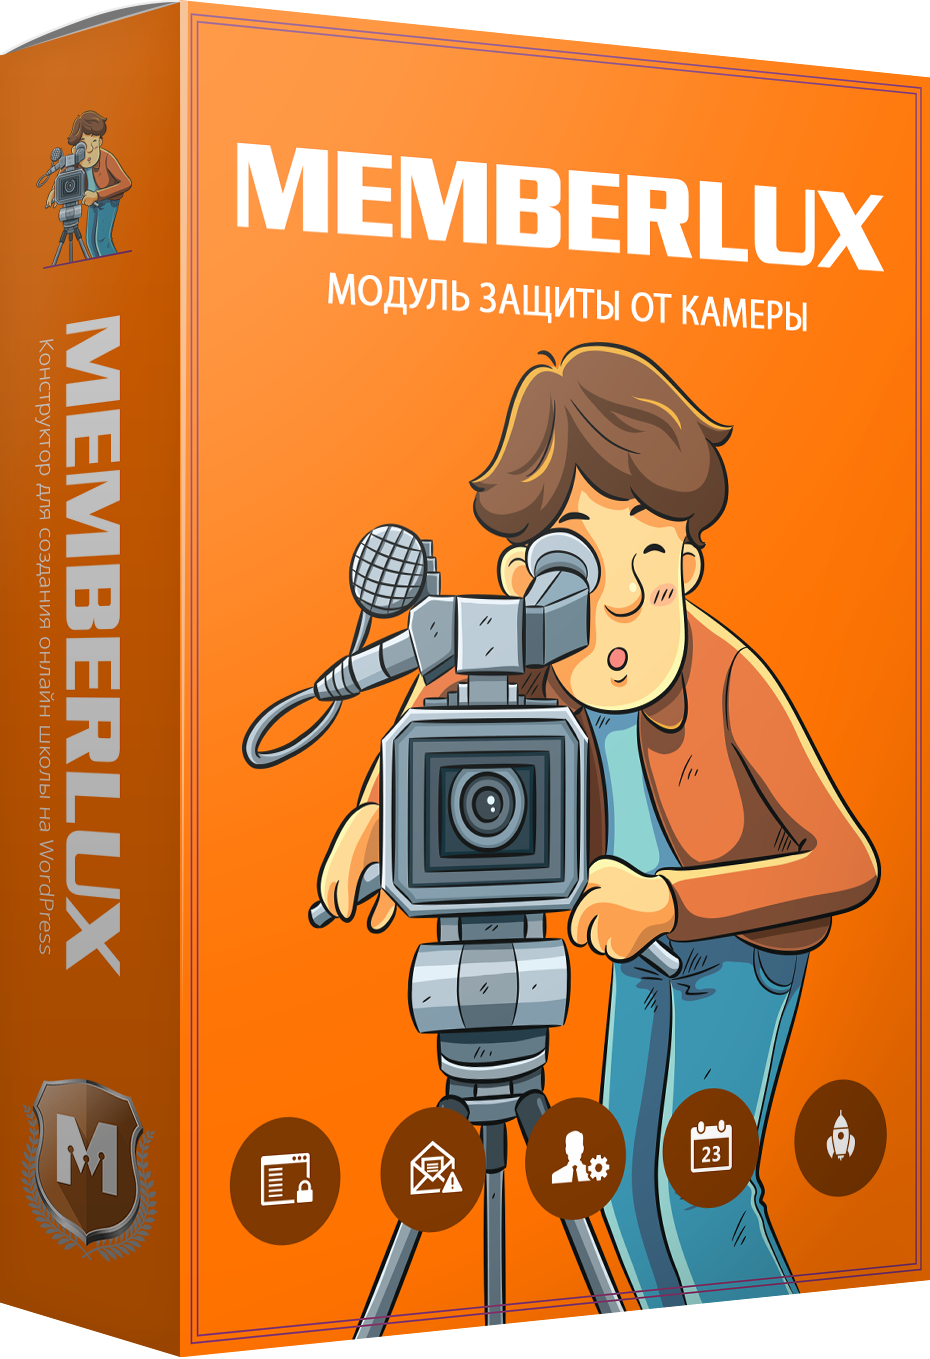 MEMBERLUX
МОДУЛЬ ЗАЩИТЫ ОТ КАМЕРЫ
MEMBERLUX
Конструктор для создания онлайн школы на WordPress
M
23